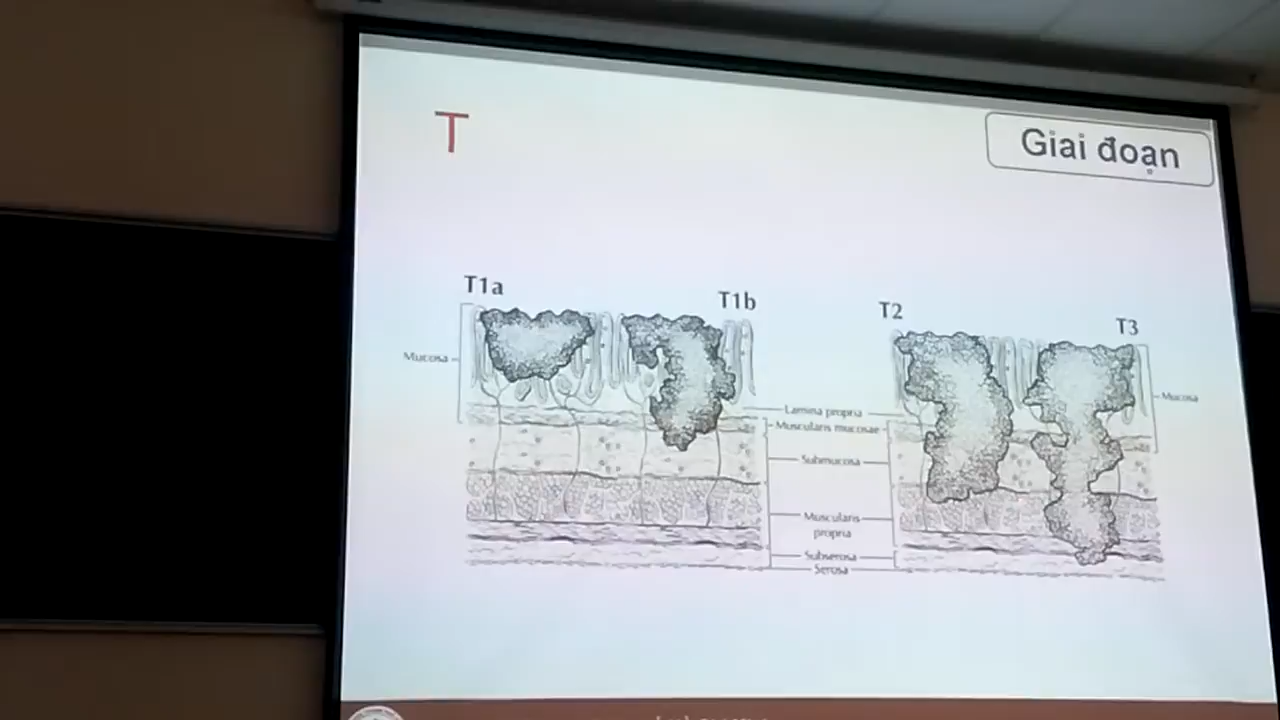 T
Giai đoạn
T1a
T1b
T2
T3
Mucosa
Mucosa
Lamina propria
Muscularis mucosae
Submucosa
Muscularis
propria
Subserosa
Serosa